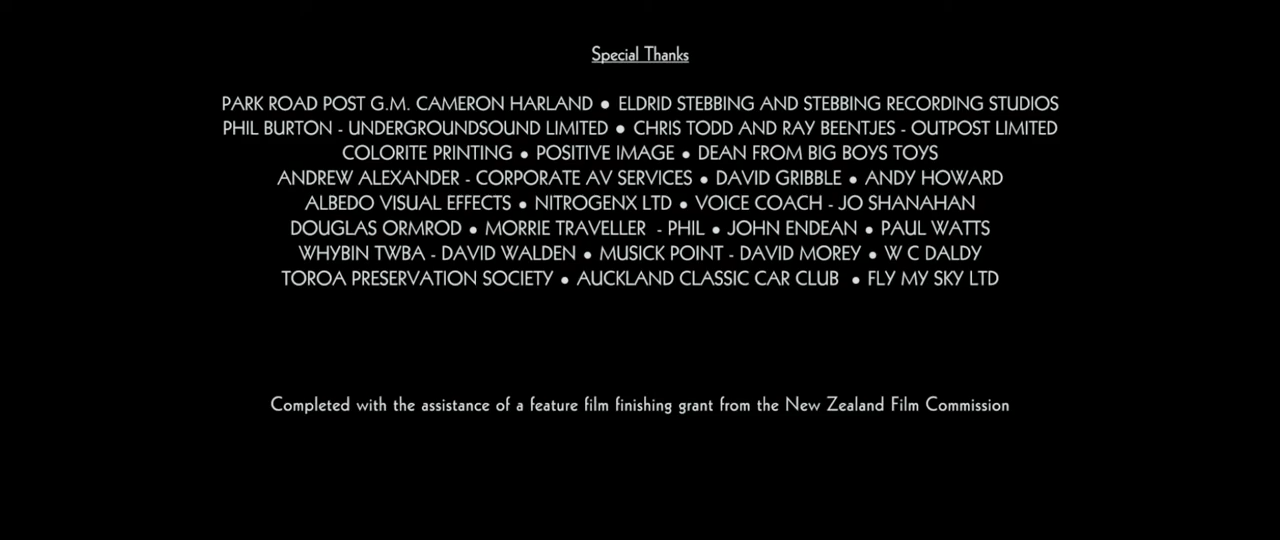 Special Thanks
PARK ROAD POST G.M. CAMERON HARLAND ● ELDRID STEBBING AND STEBBING RECORDING STUDIOS
PHIL BURTON - UNDERGROUNDSOUND LIMITED ● CHRIS TODD AND RAY BEENTJES - OUTPOST LIMITED
COLORITE PRINTING ● POSITIVE IMAGE ● DEAN FROM BIG BOYS TOYS
ANDREW ALEXANDER - CORPORATE AV SERVICES ● DAVID GRIBBLE ● ANDY HOWARD
ALBEDO VISUAL EFFECTS ● NITROGENX LTD ● VOICE COACH - JO SHANAHAN
DOUGLAS ORMROD ● MORRIE TRAVELLER - PHIL ● JOHN ENDEAN ● PAUL WATTS
WHYBIN TWBA - DAVID WALDEN ● MUSICK POINT - DAVID MOREY ● W C DALDY
TOROA PRESERVATION SOCIETY ● AUCKLAND CLASSIC CAR CLUB ● FLY MY SKY LTD
Completed with the assistance of a feature film finishing grant from the New Zealand Film Commission